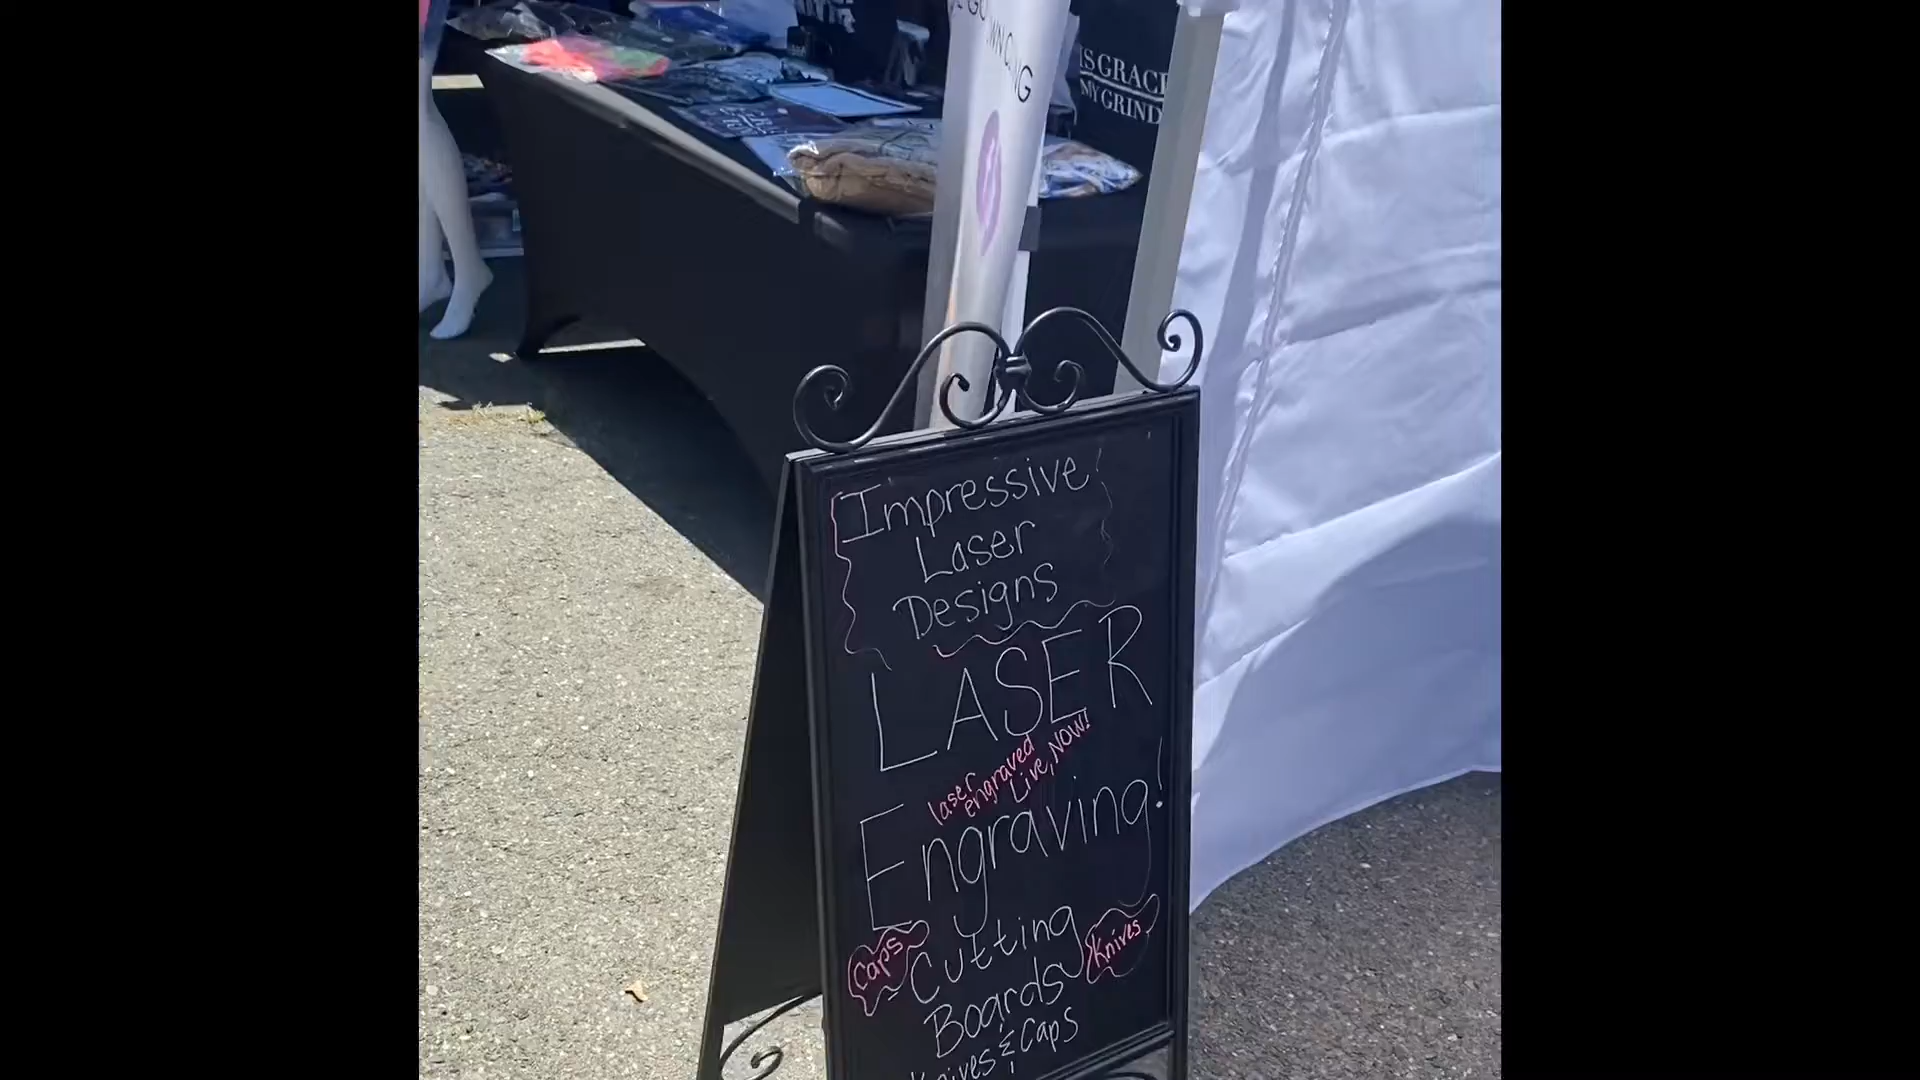 IS GRACE
MY GRIND
Impressive!
Laser
Designs
LASER
laser
engraved
Live, NOW!
Engraving!
Caps
Cutting
Knives
Boards
Knives & Caps